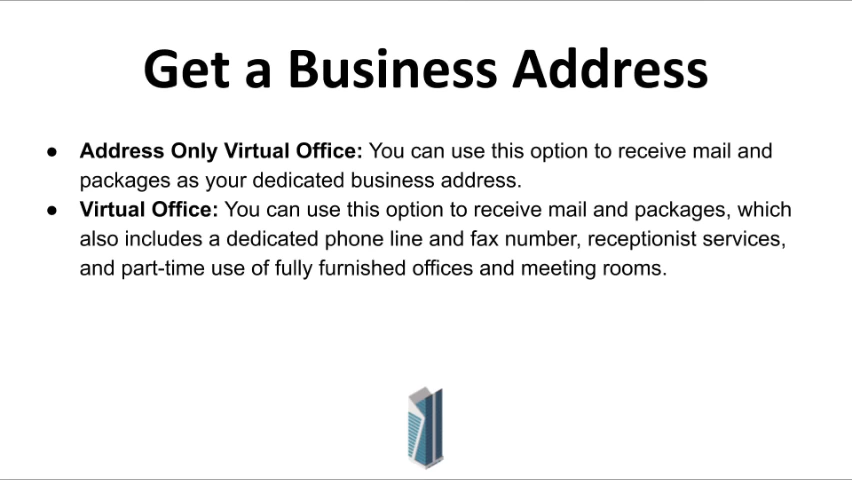 Get a Business Address
● Address Only Virtual Office: You can use this option to receive mail and
packages as your dedicated business address.
● Virtual Office: You can use this option to receive mail and packages, which
also includes a dedicated phone line and fax number, receptionist services,
and part-time use of fully furnished offices and meeting rooms.